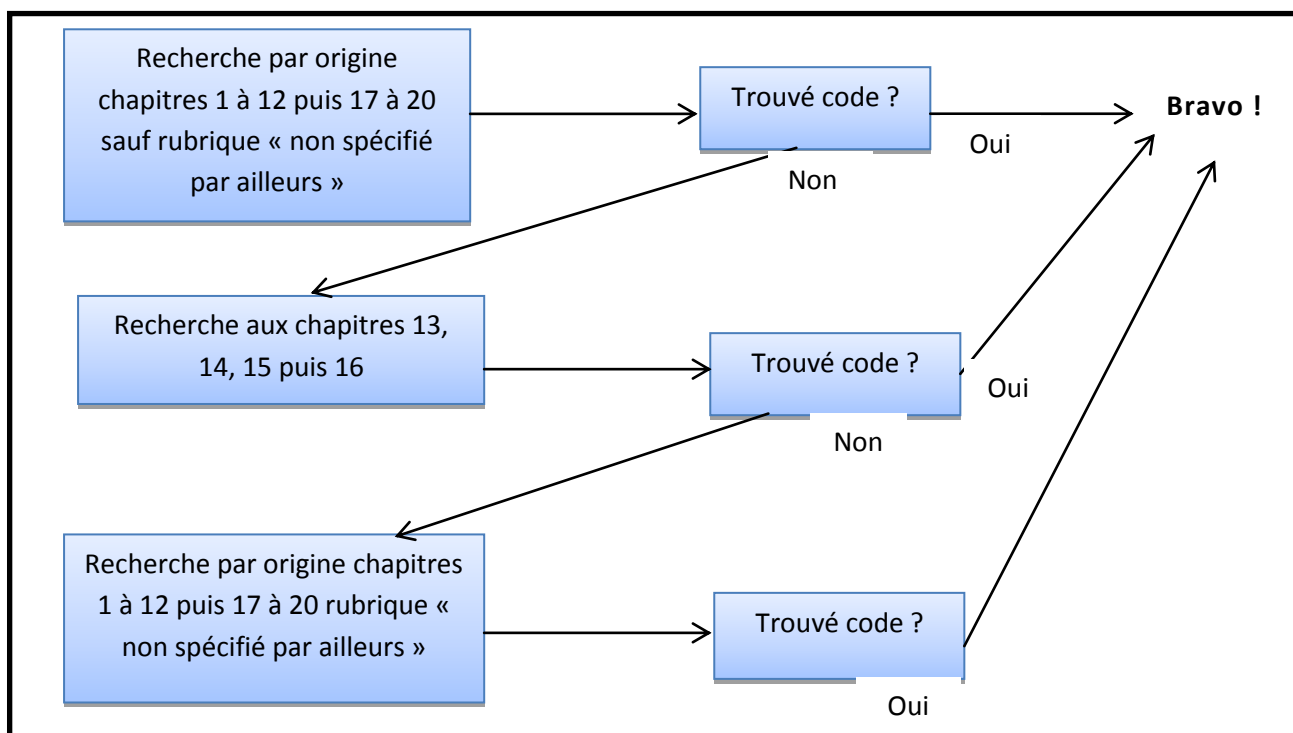 Recherche par origine
chapitres 1 à 12 puis 17 à 20
sauf rubrique « non spécifié
par ailleurs »
Trouvé code ?
Oui
Bravo !
Non
Recherche aux chapitres 13,
14, 15 puis 16
Trouvé code ?
Oui
Non
Recherche par origine chapitres
1 à 12 puis 17 à 20 rubrique «
non spécifié par ailleurs »
Trouvé code ?
Oui